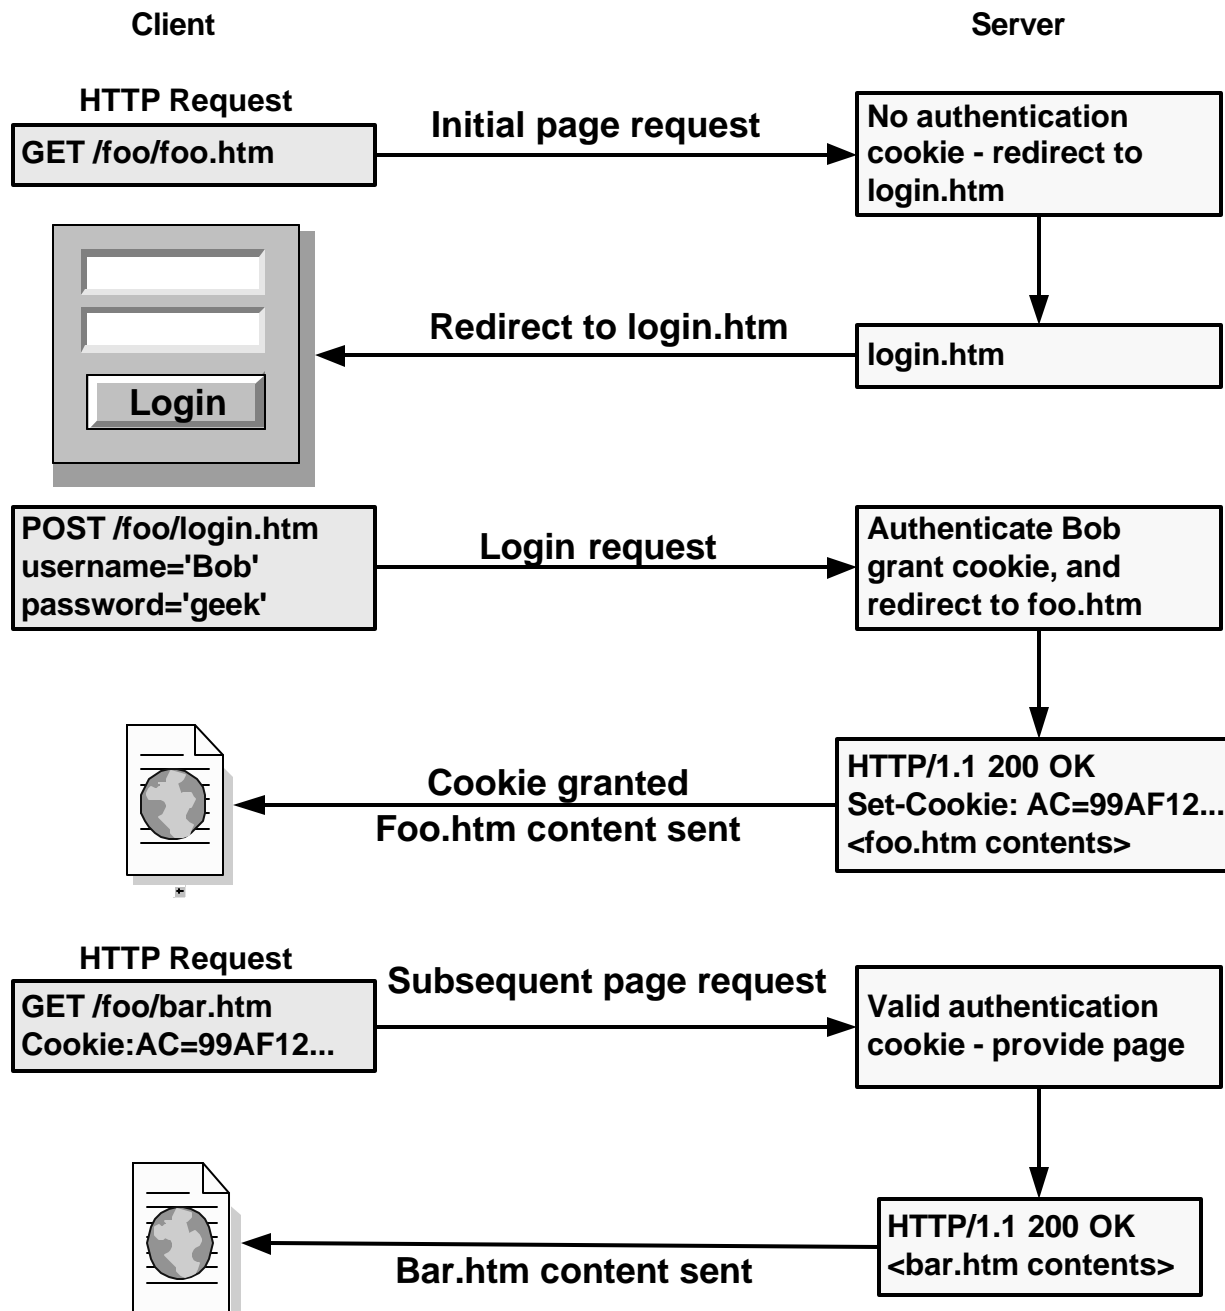 Client
Server
HTTP Request
GET /foo/foo.htm
Initial page request
No authentication
cookie - redirect to
login.htm
Redirect to login.htm
login.htm
Login
POST /foo/login.htm
username='Bob'
password='geek'
Login request
Authenticate Bob
grant cookie, and
redirect to foo.htm
Cookie granted
Foo.htm content sent
HTTP/1.1 200 OK
Set-Cookie: AC=99AF12...
<foo.htm contents>
HTTP Request
GET /foo/bar.htm
Cookie:AC=99AF12...
Subsequent page request
Valid authentication
cookie - provide page
Bar.htm content sent
HTTP/1.1 200 OK
<bar.htm contents>